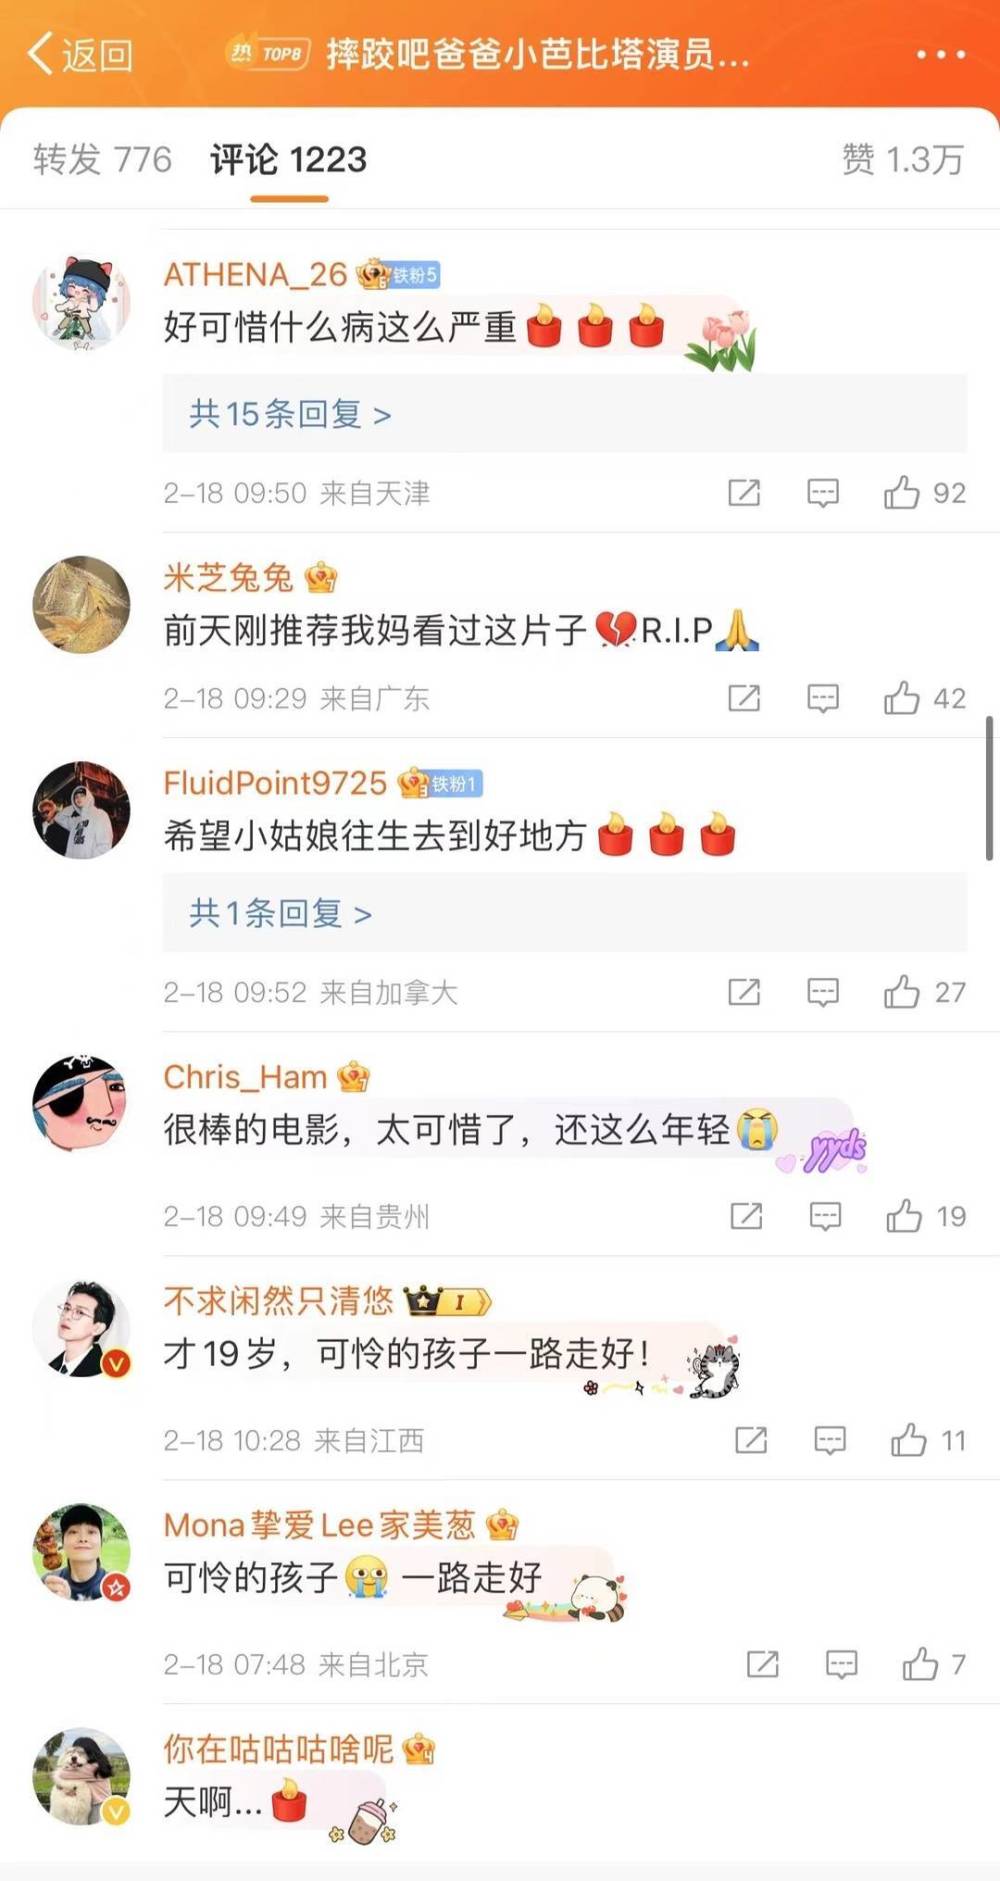 返回
热 TOP8 摔跤吧爸爸小芭比塔演员...
转发 776 评论 1223 赞 1.3万
ATHENA_26 6 铁粉5
好可惜什么病这么严重
共15条回复 >
2-18 09:50 来自天津 92
米芝兔兔 7
前天刚推荐我妈看过这片子💔R.I.P🙏
2-18 09:29 来自广东 42
FluidPoint9725 3 铁粉1
希望小姑娘往生去到好地方
共1条回复 >
2-18 09:52 来自加拿大 27
Chris_Ham 7
很棒的电影，太可惜了，还这么年轻😭
yyds
2-18 09:49 来自贵州 19
不求闲然只清悠 I
才19岁，可怜的孩子一路走好！
2-18 10:28 来自江西 11
Mona挚爱Lee家美葱 7
可怜的孩子😭一路走好
2-18 07:48 来自北京 7
你在咕咕咕啥呢 4
天啊...